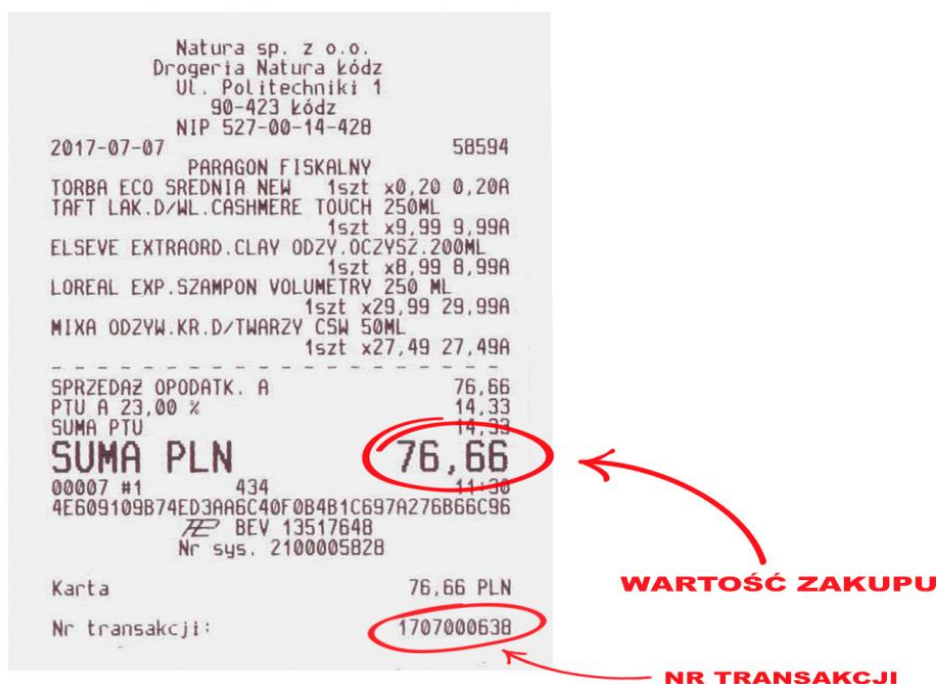 Natura sp. z o.o.
Drogeria Natura Łódz
Ul. Politechniki 1
90-423 Łódz
NIP 527-00-14-428
2017-07-07 58594
PARAGON FISKALNY
TORBA ECO SREDNIA NEW 1szt x0,20 0,20A
TAFT LAK.D/WL.CASHMERE TOUCH 250ML
1szt x9,99 9,99A
ELSEVE EXTRAORD.CLAY ODZY.OCZYSZ.200ML
1szt x8,99 8,99A
LOREAL EXP.SZAMPON VOLUMETRY 250 ML
1szt x29,99 29,99A
MIXA ODZYW.KR.D/TWARZY CSW 50ML
1szt x27,49 27,49A
SPRZEDAŻ OPODATK. A 76,66
PTU A 23,00 % 14,33
SUMA PTU 14,33
SUMA PLN 76,66
00007 #1 434 11:30
4E609109B74ED3AA6C40F0B4B1C697A276B66C96
BEV 13517648
Nr sys. 2100005828
Karta 76,66 PLN
WARTOŚĆ ZAKUPU
Nr transakcji: 1707000638
NR TRANSAKCJI